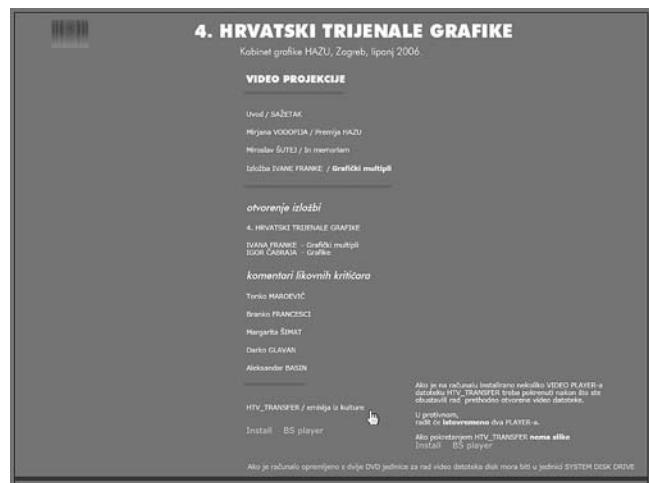 4. HRVATSKI TRIJENALE GRAFIKE
Kabinet grafike HAZU, Zagreb, lipanj 2006.
VIDEO PROJEKCIJE
Uvod / SAŽETAK
Mirjana VODOPIJA / Premija HAZU
Miroslav ŠUTEJ / In memoriam
Izložba IVANE FRANKE / Grafički multipli
otvorenje izložbi
4. HRVATSKI TRIJENALE GRAFIKE
IVANA FRANKE - Grafički multipli
IGOR ČABRAJA - Grafike
komentari likovnih kritičara
Tonko MAROEVIĆ
Branko FRANCESCI
Margarita ŠIMAT
Darko GLAVAN
Aleksandar BASIN
HTV_TRANSFER / emisija iz kulture
Install BS player
Ako je na računalu instalirano nekoliko VIDEO PLAYER-a
datoteku HTV_TRANSFER treba pokrenuti nakon što ste
obustavili rad prethodno otvorene video datoteke.
U protivnom,
radit će istovremeno dva PLAYER-a.
Ako pokretanjem HTV_TRANSFER nema slike
Install BS player
Ako je računalo opremljeno s dvije DVD jedinice za rad video datoteka disk mora biti u jedinici SYSTEM DISK DRIVE